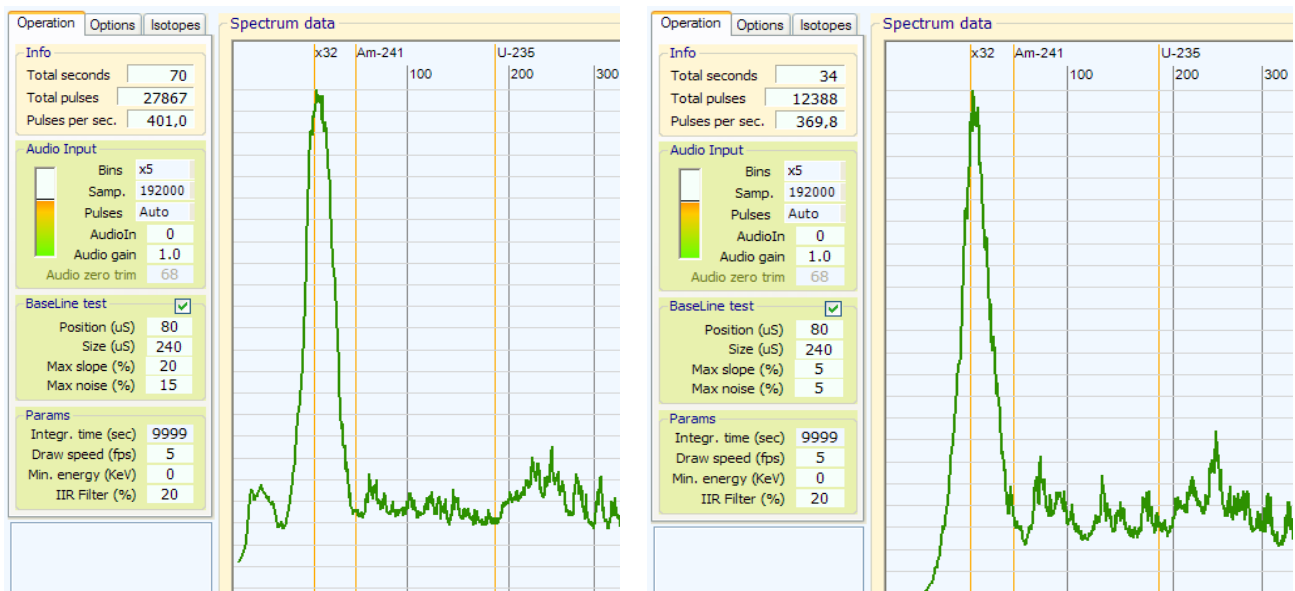 Operation Options Isotopes
Info
Total seconds 70
Total pulses 27867
Pulses per sec. 401,0
Audio Input
Bins x5
Samp. 192000
Pulses Auto
AudioIn 0
Audio gain 1.0
Audio zero trim 68
BaseLine test
Position (uS) 80
Size (uS) 240
Max slope (%) 20
Max noise (%) 15
Params
Integr. time (sec) 9999
Draw speed (fps) 5
Min. energy (KeV) 0
IIR Filter (%) 20
Spectrum data
x32 Am-241 U-235
100 200 300
Operation Options Isotopes
Info
Total seconds 34
Total pulses 12388
Pulses per sec. 369,8
Audio Input
Bins x5
Samp. 192000
Pulses Auto
AudioIn 0
Audio gain 1.0
Audio zero trim 68
BaseLine test
Position (uS) 80
Size (uS) 240
Max slope (%) 5
Max noise (%) 5
Params
Integr. time (sec) 9999
Draw speed (fps) 5
Min. energy (KeV) 0
IIR Filter (%) 20
Spectrum data
x32 Am-241 U-235
100 200 300